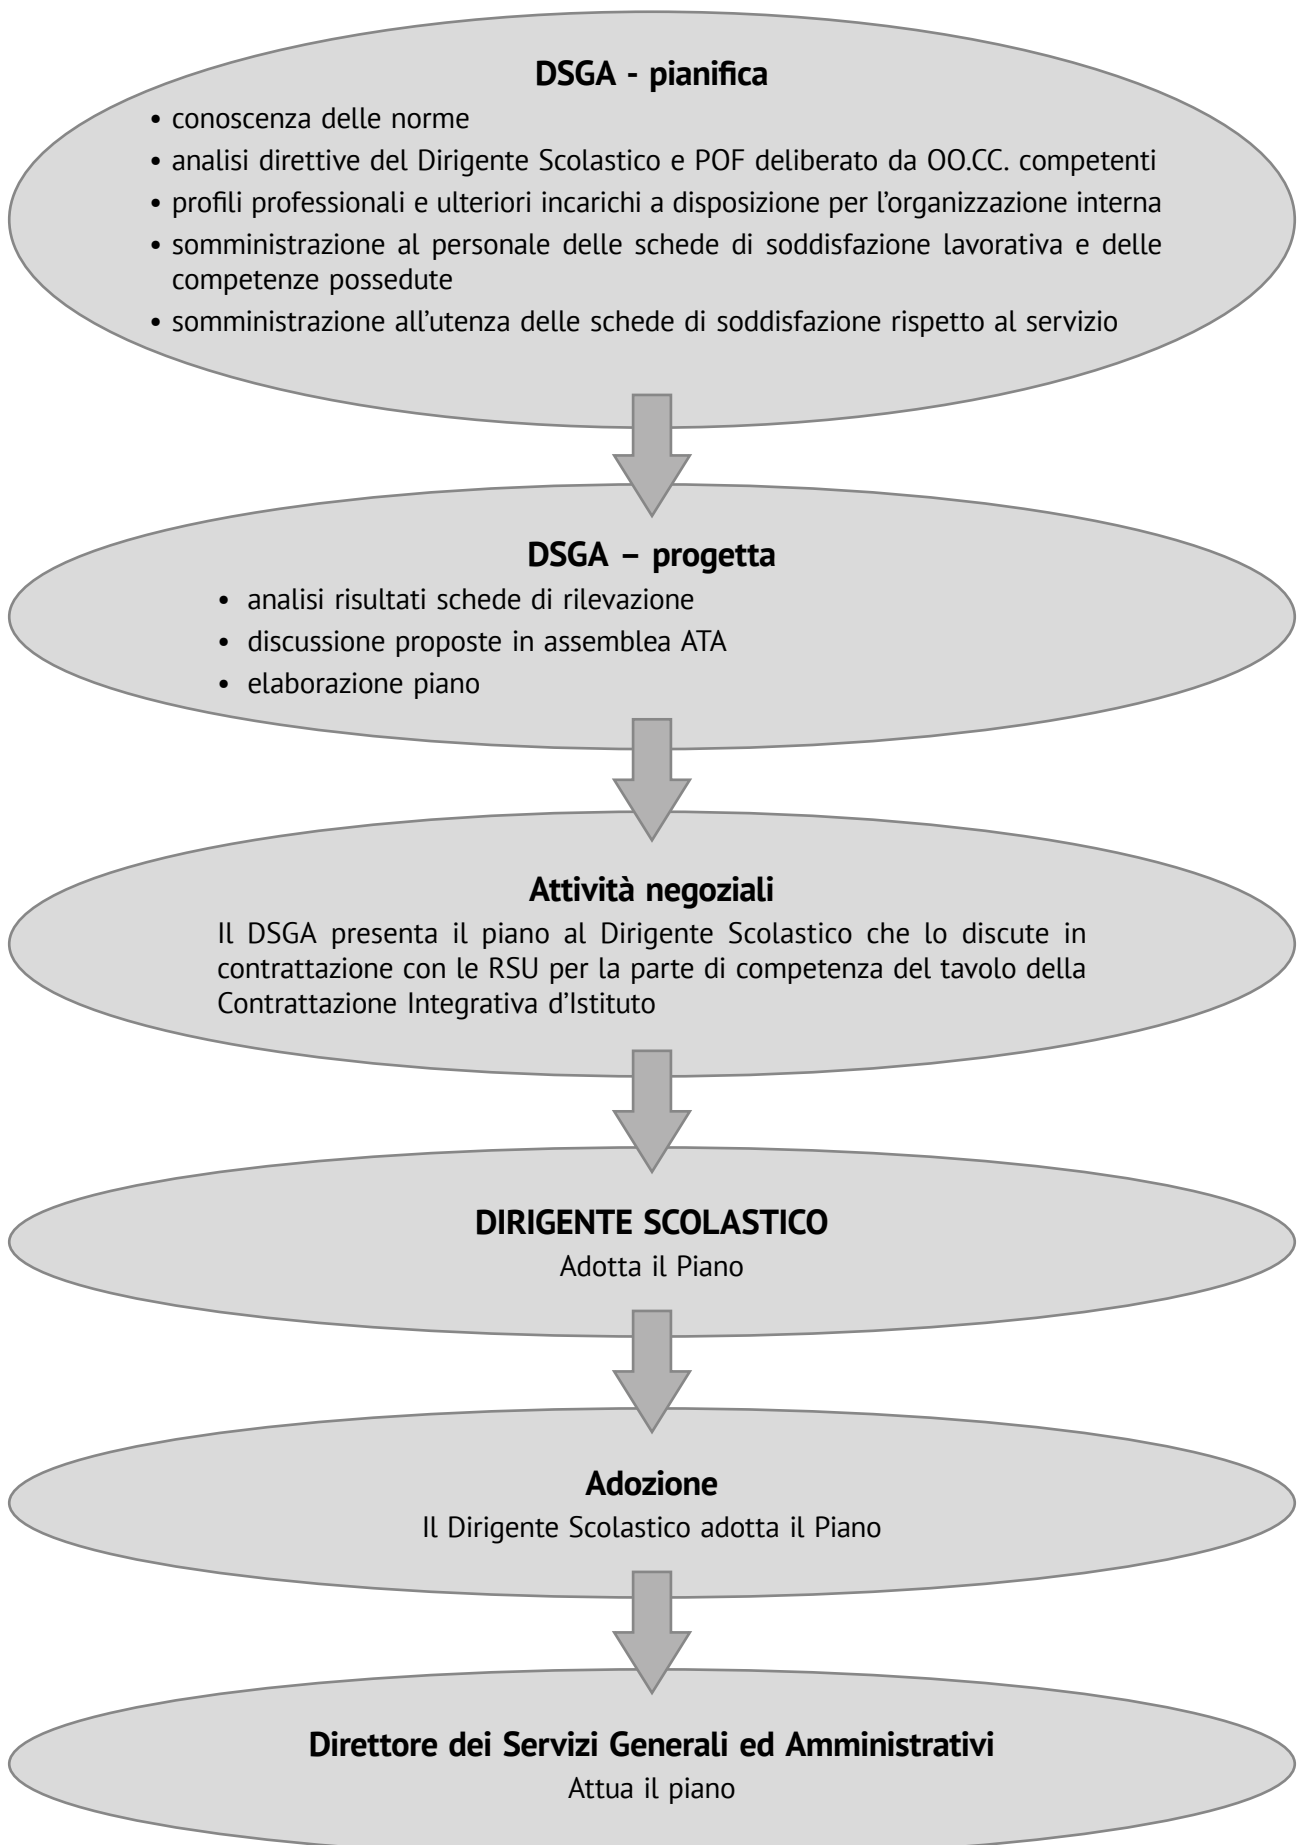 DSGA - pianifica
• conoscenza delle norme
• analisi direttive del Dirigente Scolastico e POF deliberato da OO.CC. competenti
• profili professionali e ulteriori incarichi a disposizione per l'organizzazione interna
• somministrazione al personale delle schede di soddisfazione lavorativa e delle
competenze possedute
• somministrazione all'utenza delle schede di soddisfazione rispetto al servizio
DSGA – progetta
• analisi risultati schede di rilevazione
• discussione proposte in assemblea ATA
• elaborazione piano
Attività negoziali
Il DSGA presenta il piano al Dirigente Scolastico che lo discute in
contrattazione con le RSU per la parte di competenza del tavolo della
Contrattazione Integrativa d'Istituto
DIRIGENTE SCOLASTICO
Adotta il Piano
Adozione
Il Dirigente Scolastico adotta il Piano
Direttore dei Servizi Generali ed Amministrativi
Attua il piano